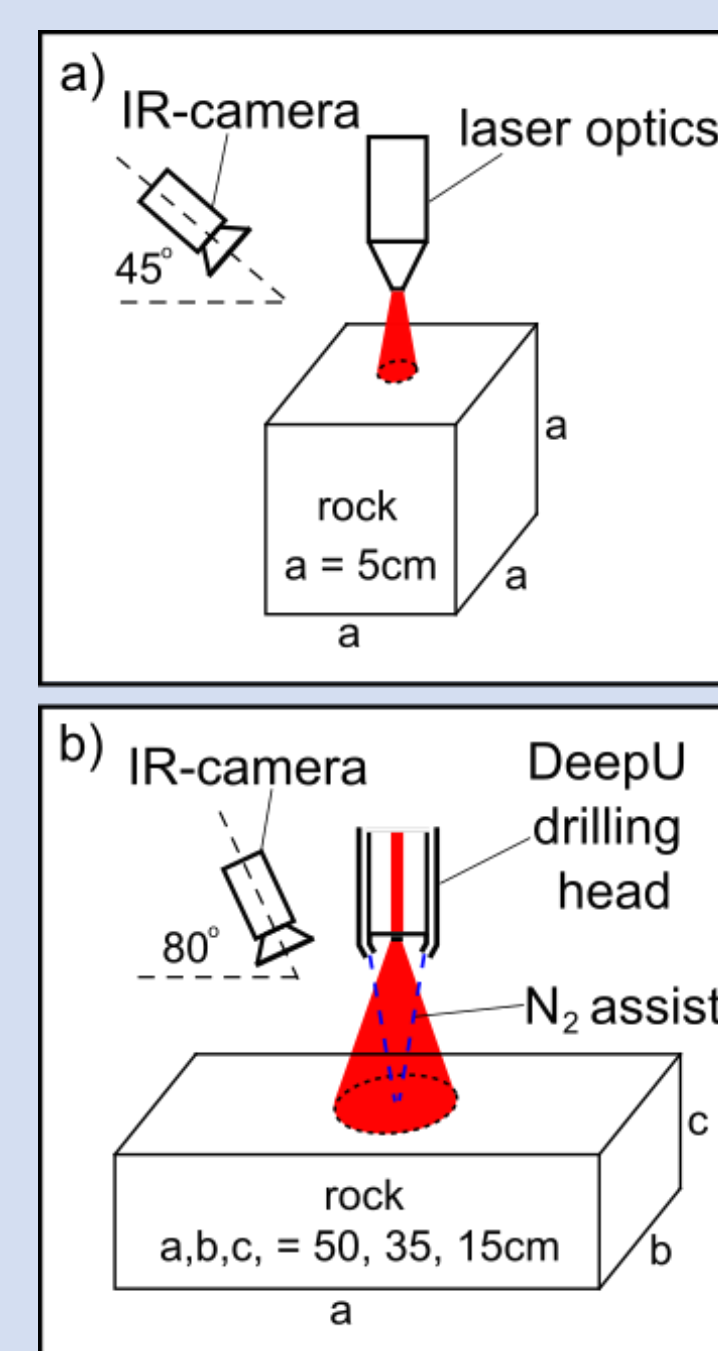 a)
IR-camera
laser optics
45°
a
rock
a = 5cm
a
a
b)
IR-camera
DeepU
drilling
head
80°
N₂ assist
c
rock
a,b,c, = 50, 35, 15cm
b
a